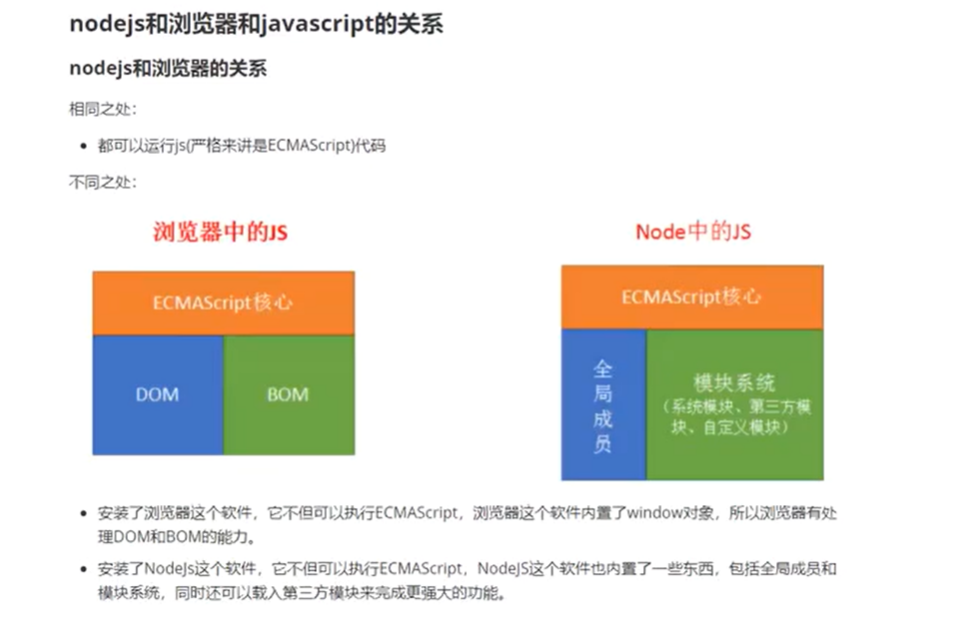 nodejs和浏览器和javascript的关系
nodejs和浏览器的关系
相同之处：
都可以运行js(严格来讲是ECMAScript)代码
不同之处：
浏览器中的JS
ECMAScript核心
DOM
BOM
Node中的JS
ECMAScript核心
全
局
成
员
模块系统
（系统模块、第三方模
块、自定义模块）
安装了浏览器这个软件，它不但可以执行ECMAScript，浏览器这个软件内置了window对象，所以浏览器有处
理DOM和BOM的能力。
安装了NodeJs这个软件，它不但可以执行ECMAScript，NodeJS这个软件也内置了一些东西，包括全局成员和
模块系统，同时还可以载入第三方模块来完成更强大的功能。